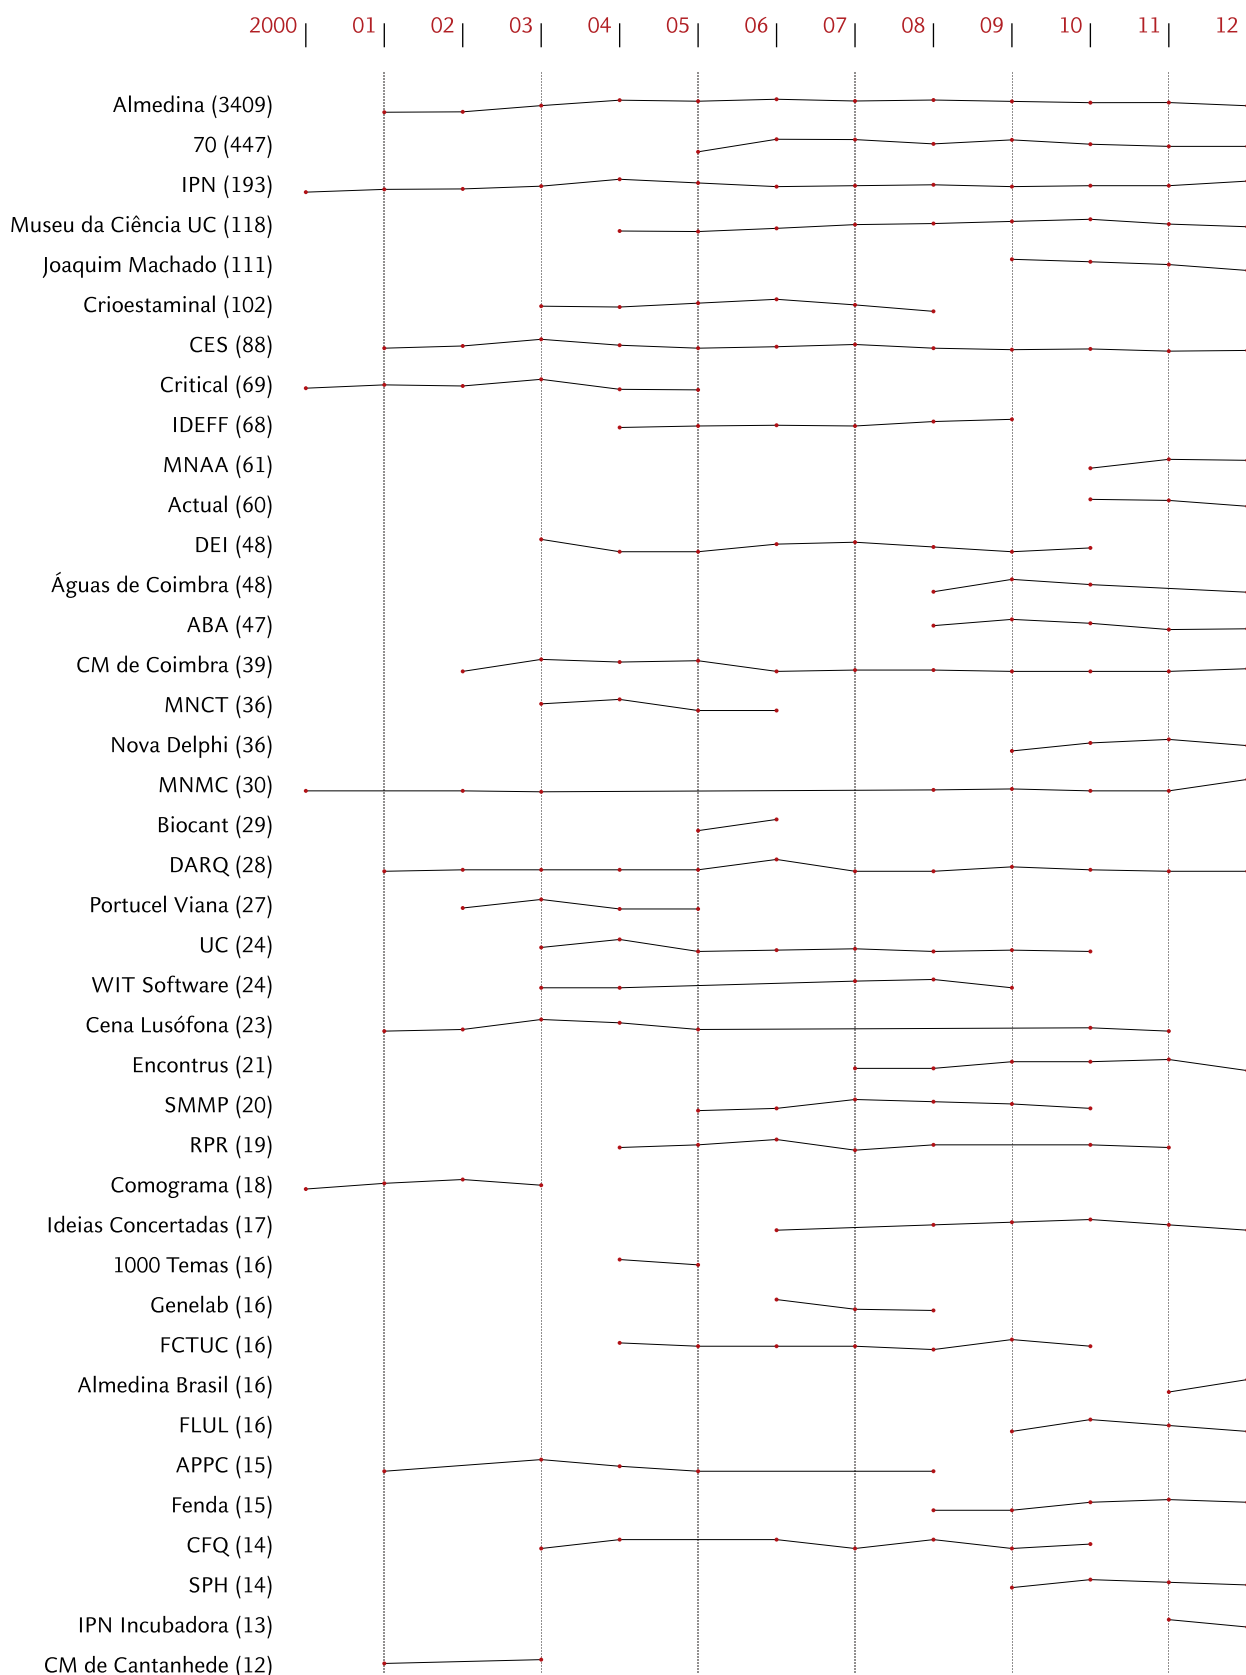 2000 01 02 03 04 05 06 07 08 09 10 11 12
Almedina (3409)
70 (447)
IPN (193)
Museu da Ciência UC (118)
Joaquim Machado (111)
Crioestaminal (102)
CES (88)
Critical (69)
IDEFF (68)
MNAA (61)
Actual (60)
DEI (48)
Águas de Coimbra (48)
ABA (47)
CM de Coimbra (39)
MNCT (36)
Nova Delphi (36)
MNMC (30)
Biocant (29)
DARQ (28)
Portucel Viana (27)
UC (24)
WIT Software (24)
Cena Lusófona (23)
Encontrus (21)
SMMP (20)
RPR (19)
Comograma (18)
Ideias Concertadas (17)
1000 Temas (16)
Genelab (16)
FCTUC (16)
Almedina Brasil (16)
FLUL (16)
APPC (15)
Fenda (15)
CFQ (14)
SPH (14)
IPN Incubadora (13)
CM de Cantanhede (12)